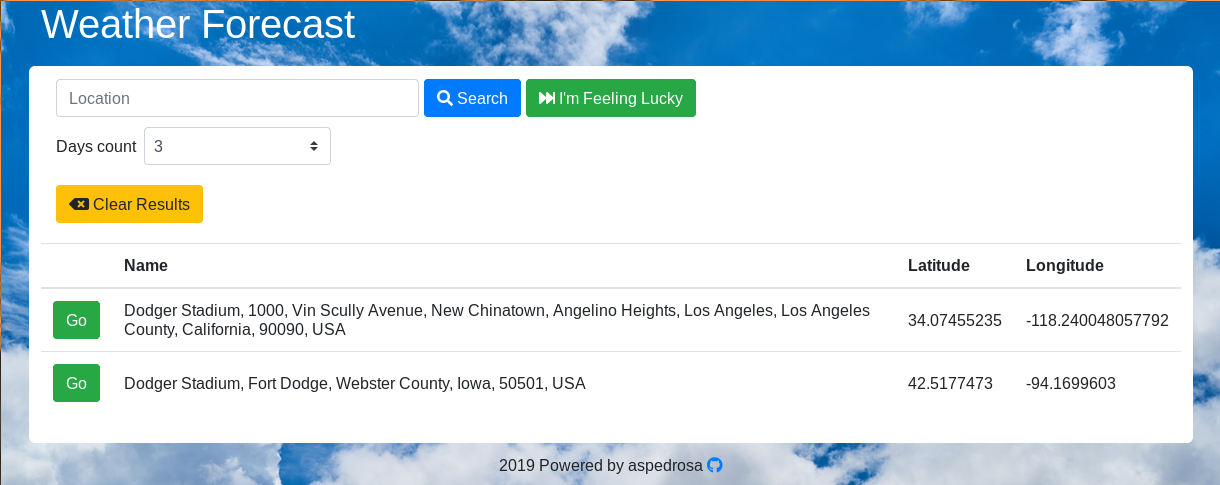 Weather Forecast
Location
Search
I'm Feeling Lucky
Days count 3
Clear Results
Name Latitude Longitude
Go Dodger Stadium, 1000, Vin Scully Avenue, New Chinatown, Angelino Heights, Los Angeles, Los Angeles
County, California, 90090, USA 34.07455235 -118.240048057792
Go Dodger Stadium, Fort Dodge, Webster County, Iowa, 50501, USA 42.5177473 -94.1699603
2019 Powered by aspedrosa